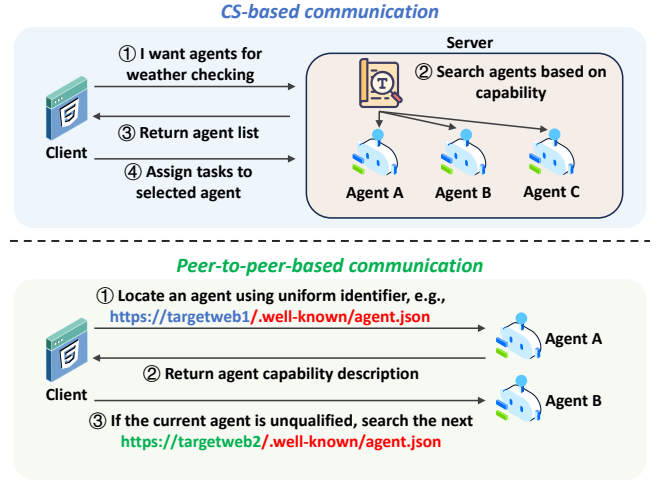 CS-based communication
Server
① I want agents for
weather checking
② Search agents based on
capability
T
5
③ Return agent list
Client
④ Assign tasks to
selected agent
Agent A
Agent B
Agent C
Peer-to-peer-based communication
① Locate an agent using uniform identifier, e.g.,
https://targetweb1/.well-known/agent.json
5
Agent A
② Return agent capability description
Client
Agent B
③ If the current agent is unqualified, search the next
https://targetweb2/.well-known/agent.json